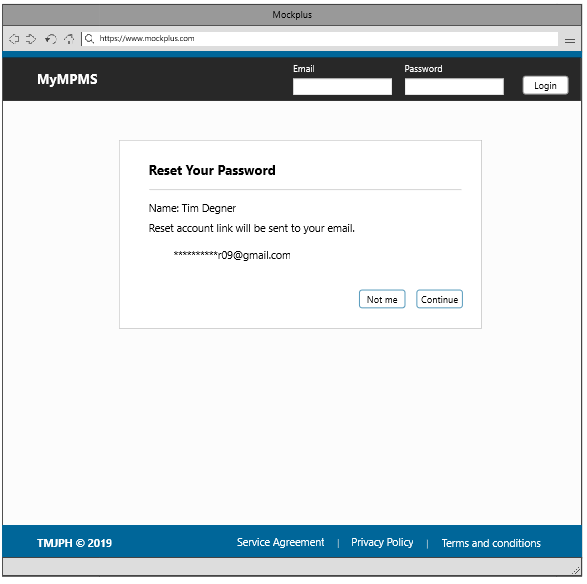 Mockplus
https://www.mockplus.com
MyMPMS
Email
Password
Login
Reset Your Password
Name: Tim Degner
Reset account link will be sent to your email.
**********r09@gmail.com
Not me
Continue
TMJPH © 2019
Service Agreement | Privacy Policy | Terms and conditions